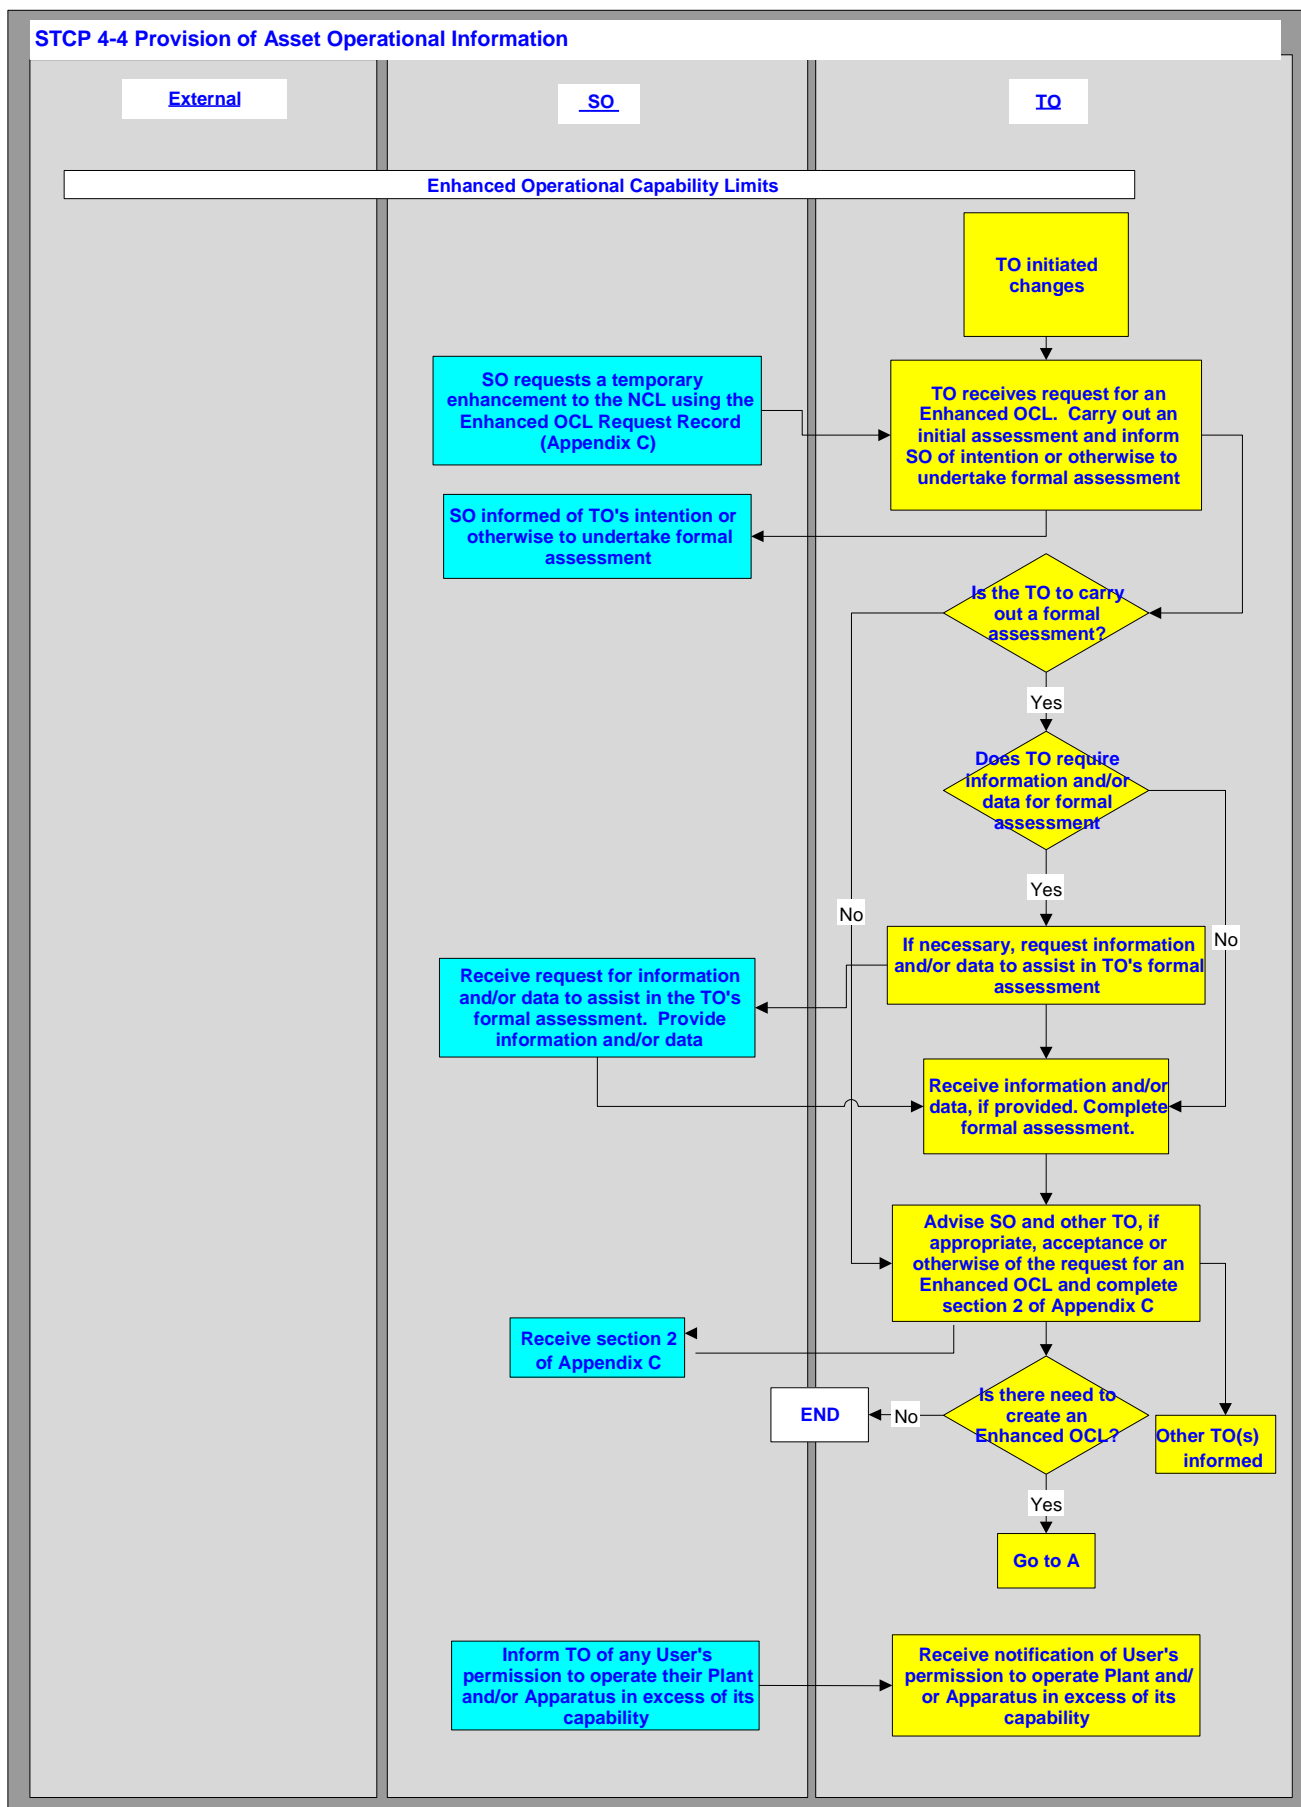 STCP 4-4 Provision of Asset Operational Information
External
SO
TO
Enhanced Operational Capability Limits
TO initiated
changes
SO requests a temporary
enhancement to the NCL using the
Enhanced OCL Request Record
(Appendix C)
TO receives request for an
Enhanced OCL.  Carry out an
initial assessment and inform
SO of intention or otherwise to
undertake formal assessment
SO informed of TO's intention or
otherwise to undertake formal
assessment
Is the TO to carry
out a formal
assessment?
Yes
Does TO require
information and/or
data for formal
assessment
Yes
No
No
If necessary, request information
and/or data to assist in TO's formal
assessment
Receive request for information
and/or data to assist in the TO's
formal assessment.  Provide
information and/or data
Receive information and/or
data, if provided. Complete
formal assessment.
Advise SO and other TO, if
appropriate, acceptance or
otherwise of the request for an
Enhanced OCL and complete
section 2 of Appendix C
Receive section 2
of Appendix C
Is there need to
create an
Enhanced OCL?
END
No
Other TO(s)
informed
Yes
Go to A
Inform TO of any User's
permission to operate their Plant
and/or Apparatus in excess of its
capability
Receive notification of User's
permission to operate Plant and/
or Apparatus in excess of its
capability